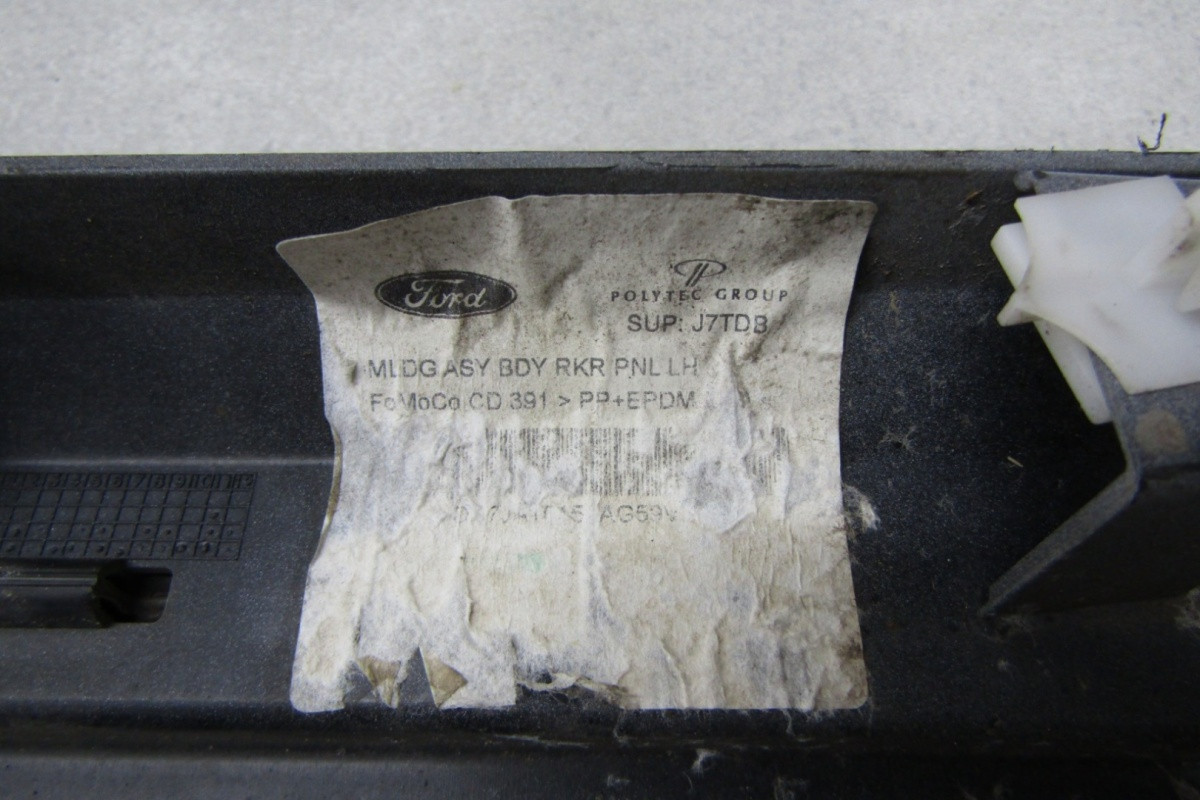 Ford
POLYTEC GROUP
SUP: J7TDB
MLDG ASY BDY RKR PNL LH
FoMoCo CD 391 > PP+EPDM